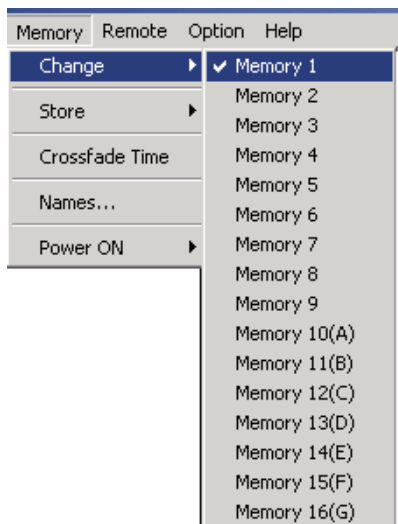 Memory Remote Option Help
Change
Store
Crossfade Time
Names...
Power ON
Memory 1
Memory 2
Memory 3
Memory 4
Memory 5
Memory 6
Memory 7
Memory 8
Memory 9
Memory 10(A)
Memory 11(B)
Memory 12(C)
Memory 13(D)
Memory 14(E)
Memory 15(F)
Memory 16(G)